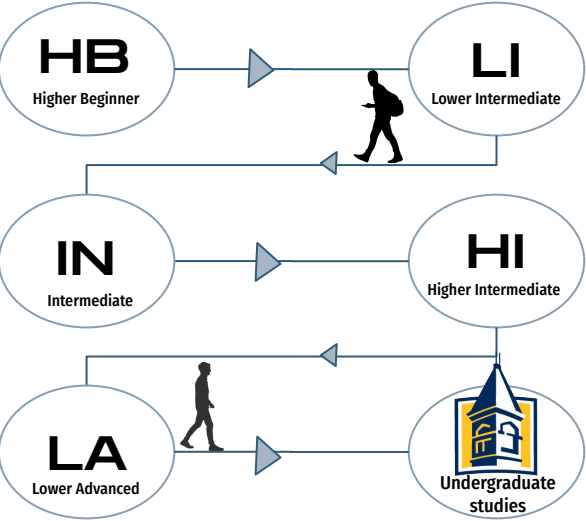 HB
Higher Beginner
LI
Lower Intermediate
IN
Intermediate
HI
Higher Intermediate
LA
Lower Advanced
Undergraduate
studies